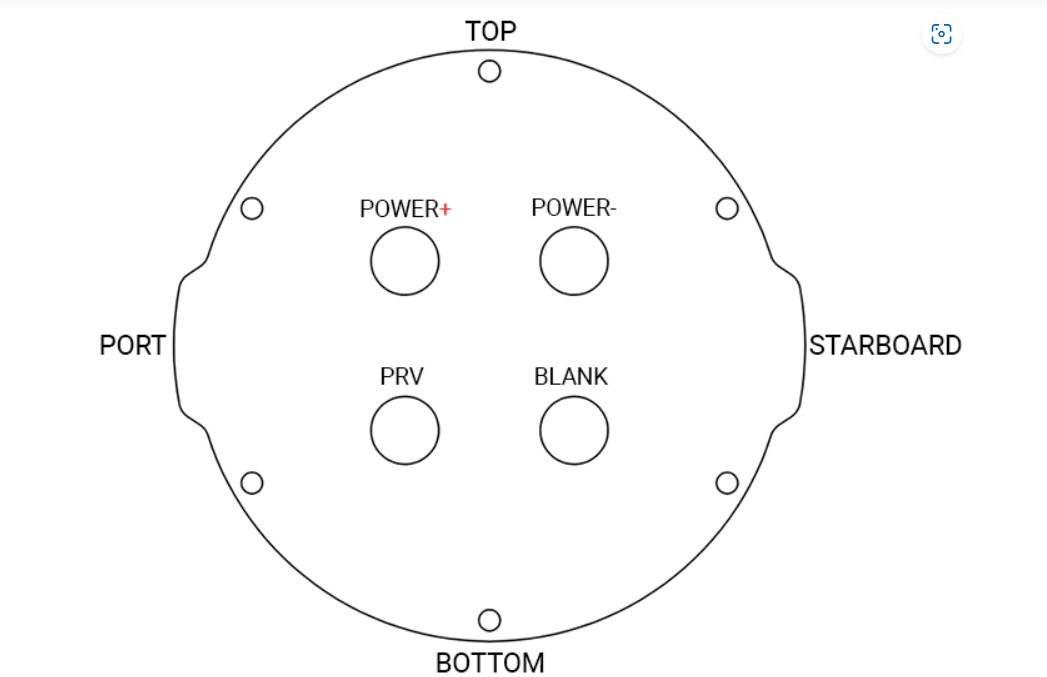 TOP
POWER+ POWER-
PORT STARBOARD
PRV BLANK
BOTTOM